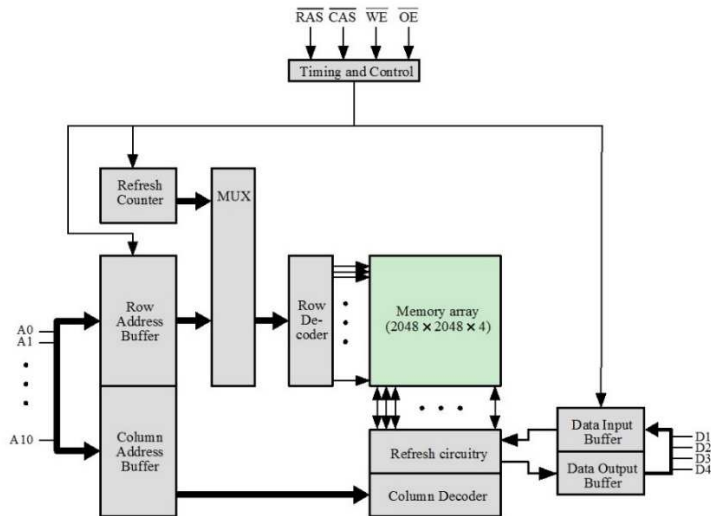 RAS CAS WE OE
Timing and Control
Refresh
Counter
MUX
Row
Address
Buffer
Row
De-
coder
Memory array
(2048 × 2048 × 4)
A0
A1
A10
Column
Address
Buffer
Refresh circuitry
Column Decoder
Data Input
Buffer
Data Output
Buffer
D1
D2
D3
D4